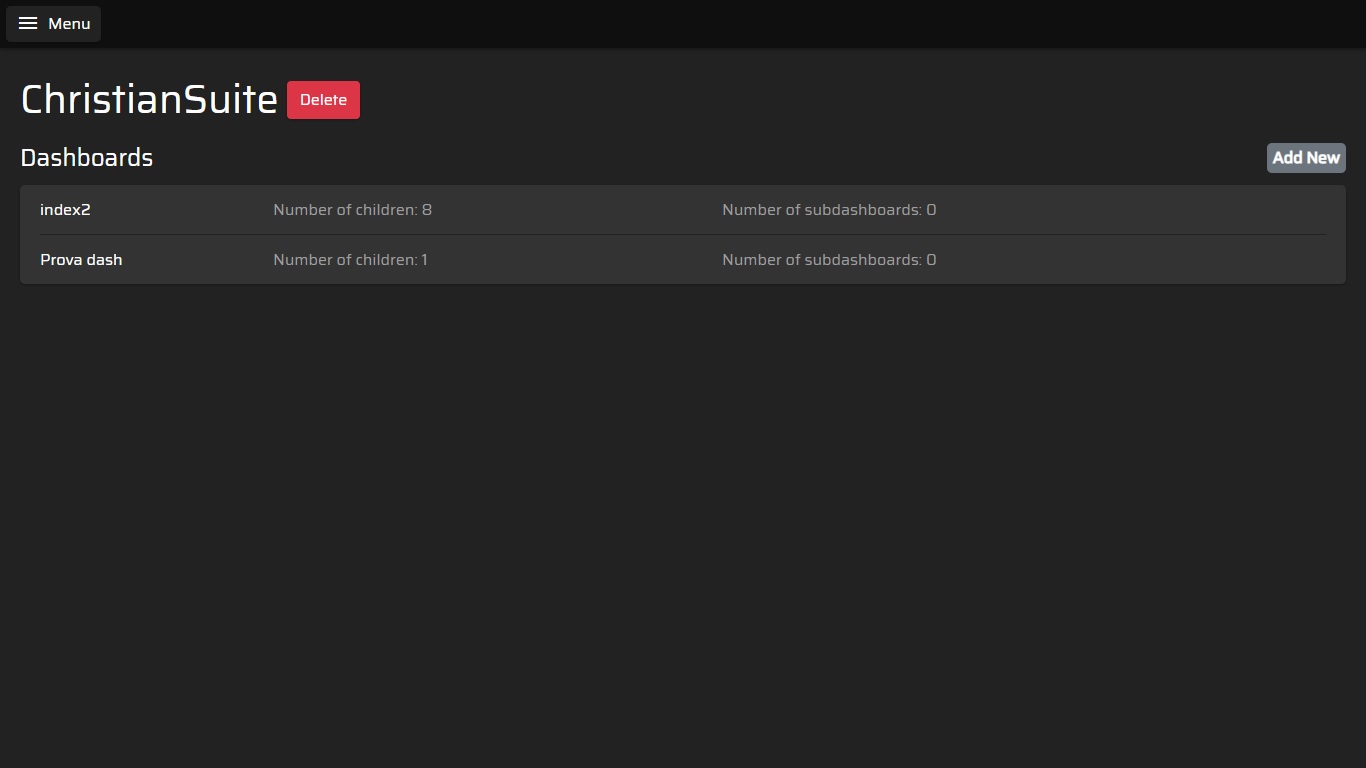 Menu
ChristianSuite Delete
Dashboards Add New
index2 Number of children: 8 Number of subdashboards: 0
Prova dash Number of children: 1 Number of subdashboards: 0